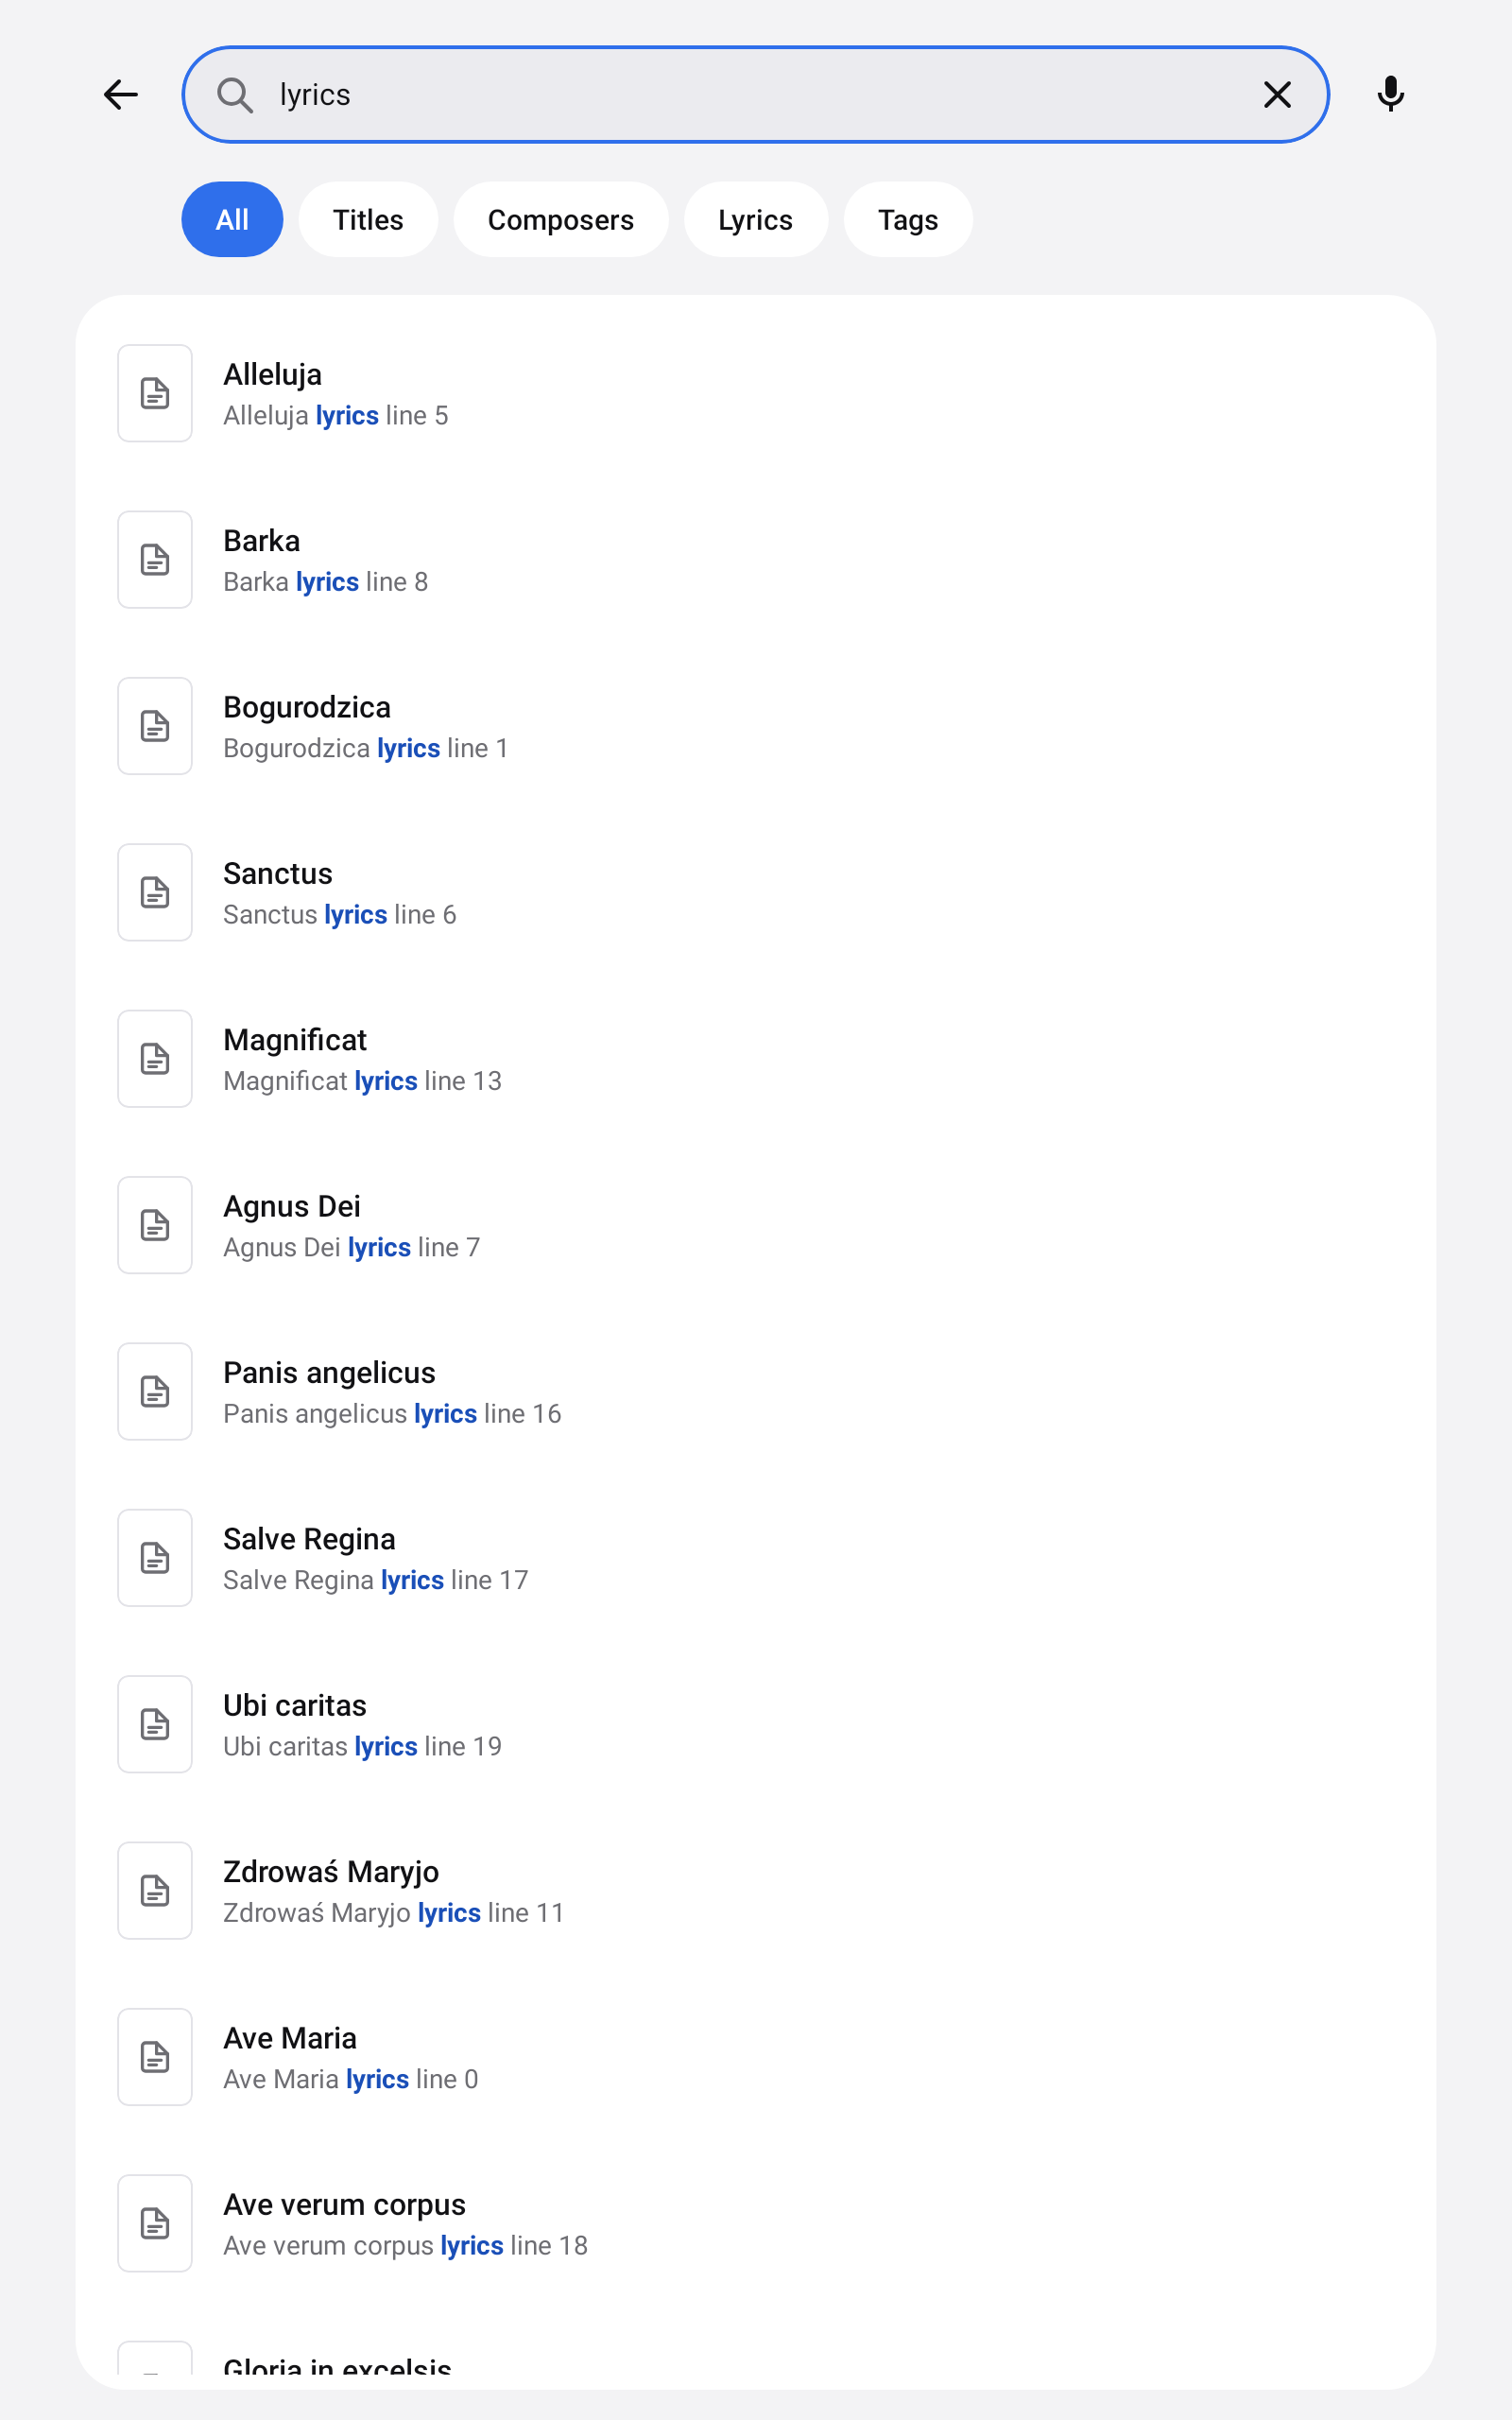 lyrics
All
Titles
Composers
Lyrics
Tags
Alleluja
Alleluja lyrics line 5
Barka
Barka lyrics line 8
Bogurodzica
Bogurodzica lyrics line 1
Sanctus
Sanctus lyrics line 6
Magnificat
Magnificat lyrics line 13
Agnus Dei
Agnus Dei lyrics line 7
Panis angelicus
Panis angelicus lyrics line 16
Salve Regina
Salve Regina lyrics line 17
Ubi caritas
Ubi caritas lyrics line 19
Zdrowaś Maryjo
Zdrowaś Maryjo lyrics line 11
Ave Maria
Ave Maria lyrics line 0
Ave verum corpus
Ave verum corpus lyrics line 18
Gloria in excelsis